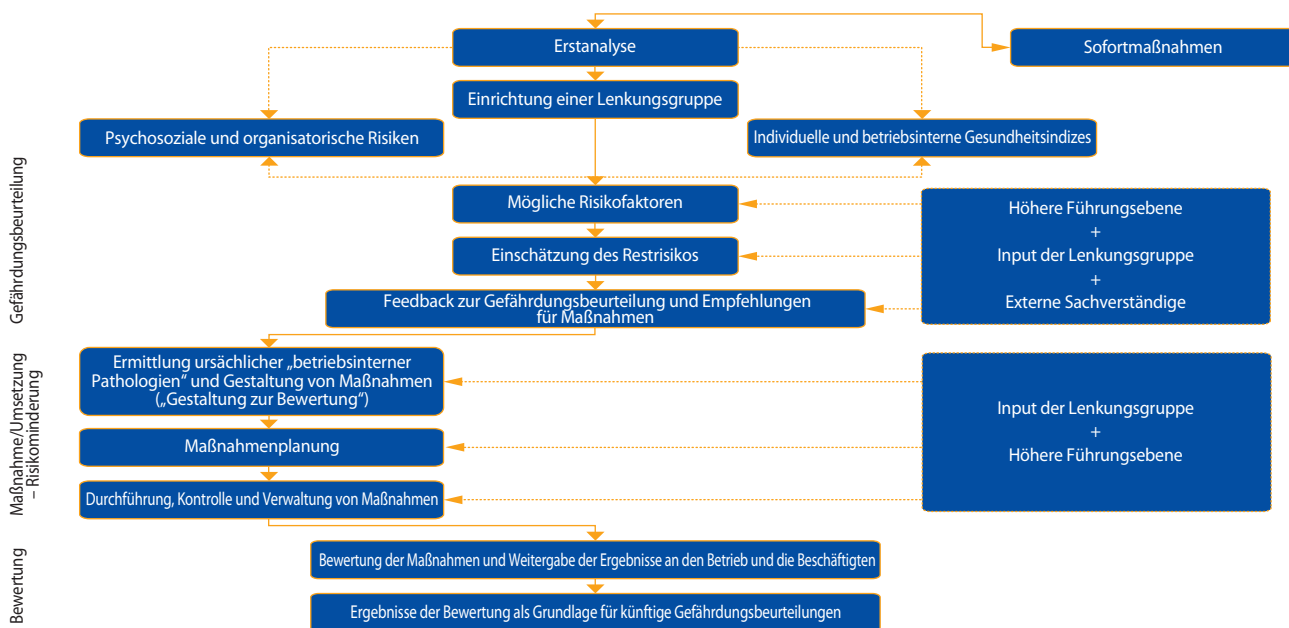 Erstanalyse
Sofortmaßnahmen
Einrichtung einer Lenkungsgruppe
Psychosoziale und organisatorische Risiken
Individuelle und betriebsinterne Gesundheitsindizes
Gefährdungsbeurteilung
Mögliche Risikofaktoren
Einschätzung des Restrisikos
Feedback zur Gefährdungsbeurteilung und Empfehlungen
für Maßnahmen
Höhere Führungsebene
+
Input der Lenkungsgruppe
+
Externe Sachverständige
Maßnahme/Umsetzung
– Risikominderung
Ermittlung ursächlicher „betriebsinterner
Pathologien“ und Gestaltung von Maßnahmen
(„Gestaltung zur Bewertung“)
Maßnahmenplanung
Durchführung, Kontrolle und Verwaltung von Maßnahmen
Input der Lenkungsgruppe
+
Höhere Führungsebene
Bewertung
Bewertung der Maßnahmen und Weitergabe der Ergebnisse an den Betrieb und die Beschäftigten
Ergebnisse der Bewertung als Grundlage für künftige Gefährdungsbeurteilungen